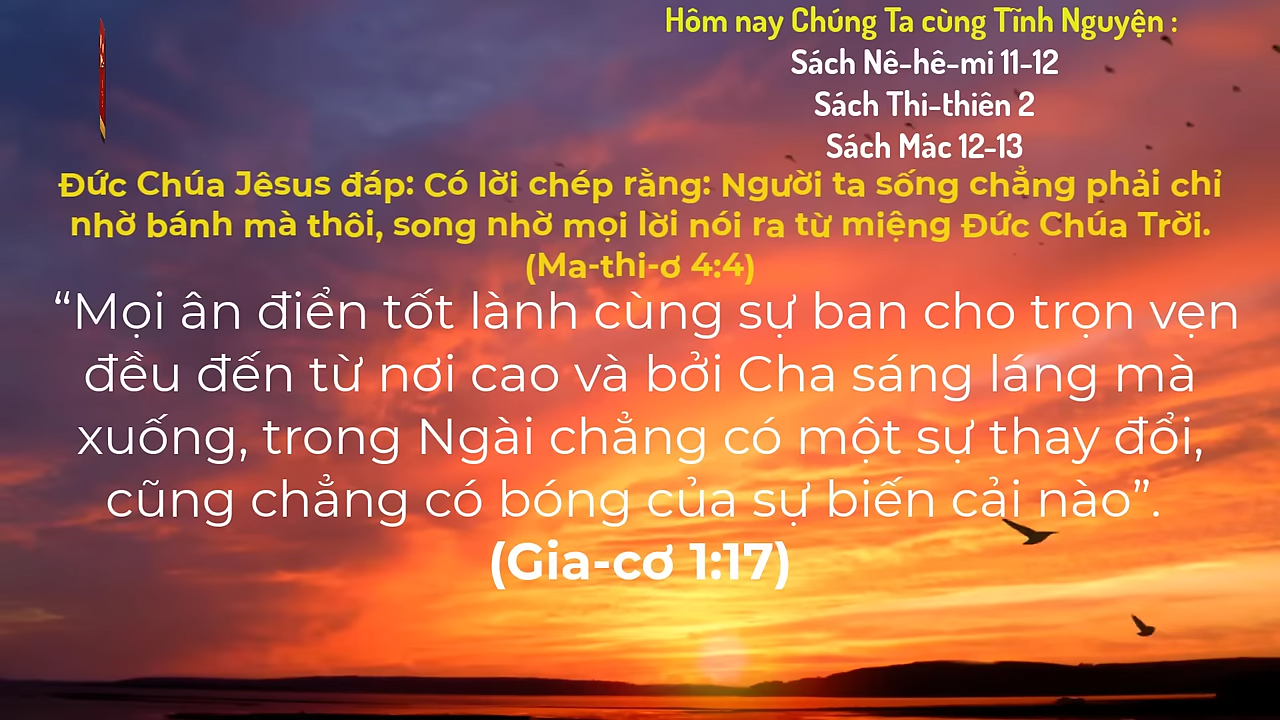 Hôm nay Chúng Ta cùng Tĩnh Nguyện :
Sách Nê-hê-mi 11-12
Sách Thi-thiên 2
Sách Mác 12-13
Đức Chúa Jêsus đáp: Có lời chép rằng: Người ta sống chẳng phải chỉ
nhờ bánh mà thôi, song nhờ mọi lời nói ra từ miệng Đức Chúa Trời.
(Ma-thi-ơ 4:4)
“Mọi ân điển tốt lành cùng sự ban cho trọn vẹn
đều đến từ nơi cao và bởi Cha sáng láng mà
xuống, trong Ngài chẳng có một sự thay đổi,
cũng chẳng có bóng của sự biến cải nào”.
(Gia-cơ 1:17)